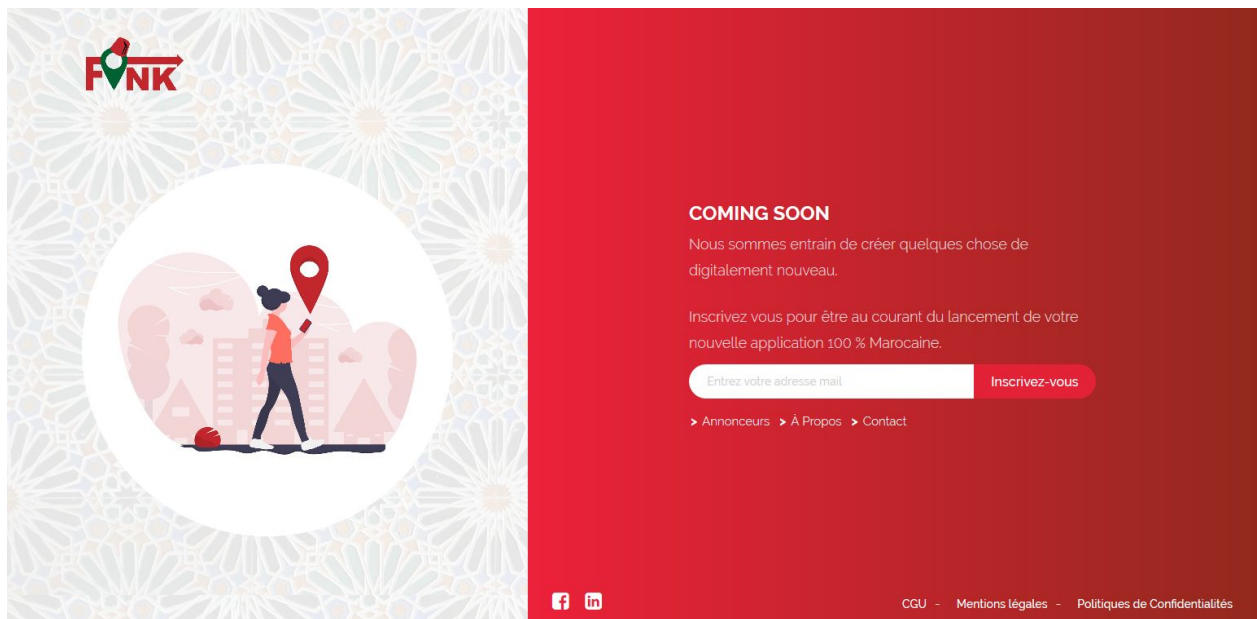 FINK
COMING SOON
Nous sommes entrain de créer quelques chose de
digitalement nouveau.
Inscrivez vous pour être au courant du lancement de votre
nouvelle application 100 % Marocaine.
Entrez votre adresse mail
Inscrivez-vous
> Annonceurs > À Propos > Contact
CGU - Mentions légales - Politiques de Confidentialités